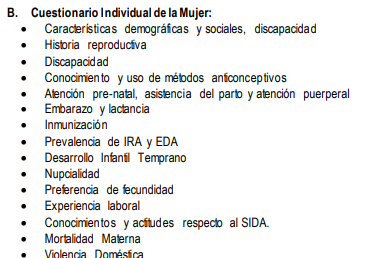 B. Cuestionario Individual de la Mujer:
• Características demográficas y sociales, discapacidad
• Historia reproductiva
• Discapacidad
• Conocimiento y uso de métodos anticonceptivos
• Atención pre-natal, asistencia del parto y atención puerperal
• Embarazo y lactancia
• Inmunización
• Prevalencia de IRA y EDA
• Desarrollo Infantil Temprano
• Nupcialidad
• Preferencia de fecundidad
• Experiencia laboral
• Conocimientos y actitudes respecto al SIDA.
• Mortalidad Materna
• Violencia Doméstica